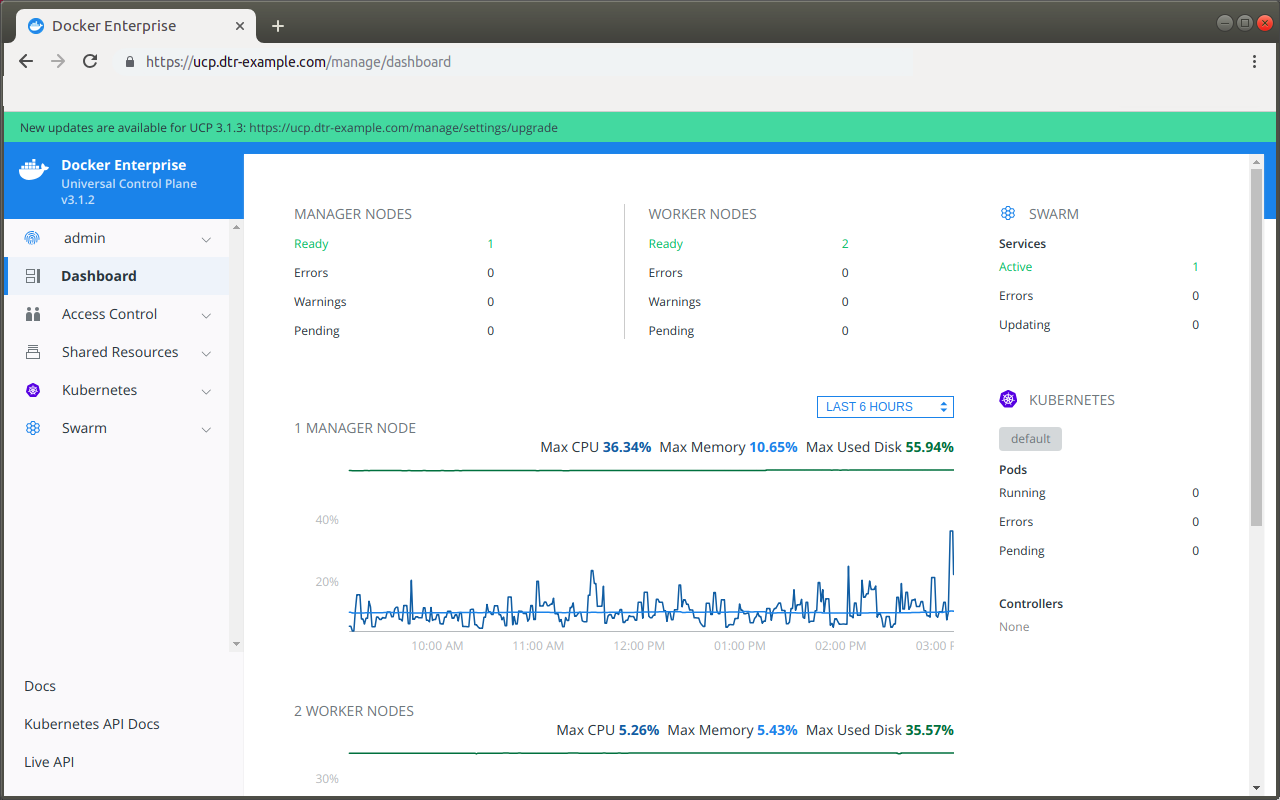 Docker Enterprise
https://ucp.dtr-example.com/manage/dashboard
New updates are available for UCP 3.1.3: https://ucp.dtr-example.com/manage/settings/upgrade
Docker Enterprise
Universal Control Plane
v3.1.2
admin
Dashboard
Access Control
Shared Resources
Kubernetes
Swarm
Docs
Kubernetes API Docs
Live API
MANAGER NODES
Ready 1
Errors 0
Warnings 0
Pending 0
WORKER NODES
Ready 2
Errors 0
Warnings 0
Pending 0
LAST 6 HOURS
1 MANAGER NODE
Max CPU 36.34% Max Memory 10.65% Max Used Disk 55.94%
40%
20%
10:00 AM 11:00 AM 12:00 PM 01:00 PM 02:00 PM 03:00
2 WORKER NODES
Max CPU 5.26% Max Memory 5.43% Max Used Disk 35.57%
30%
SWARM
Services
Active 1
Errors 0
Updating 0
KUBERNETES
default
Pods
Running 0
Errors 0
Pending 0
Controllers
None